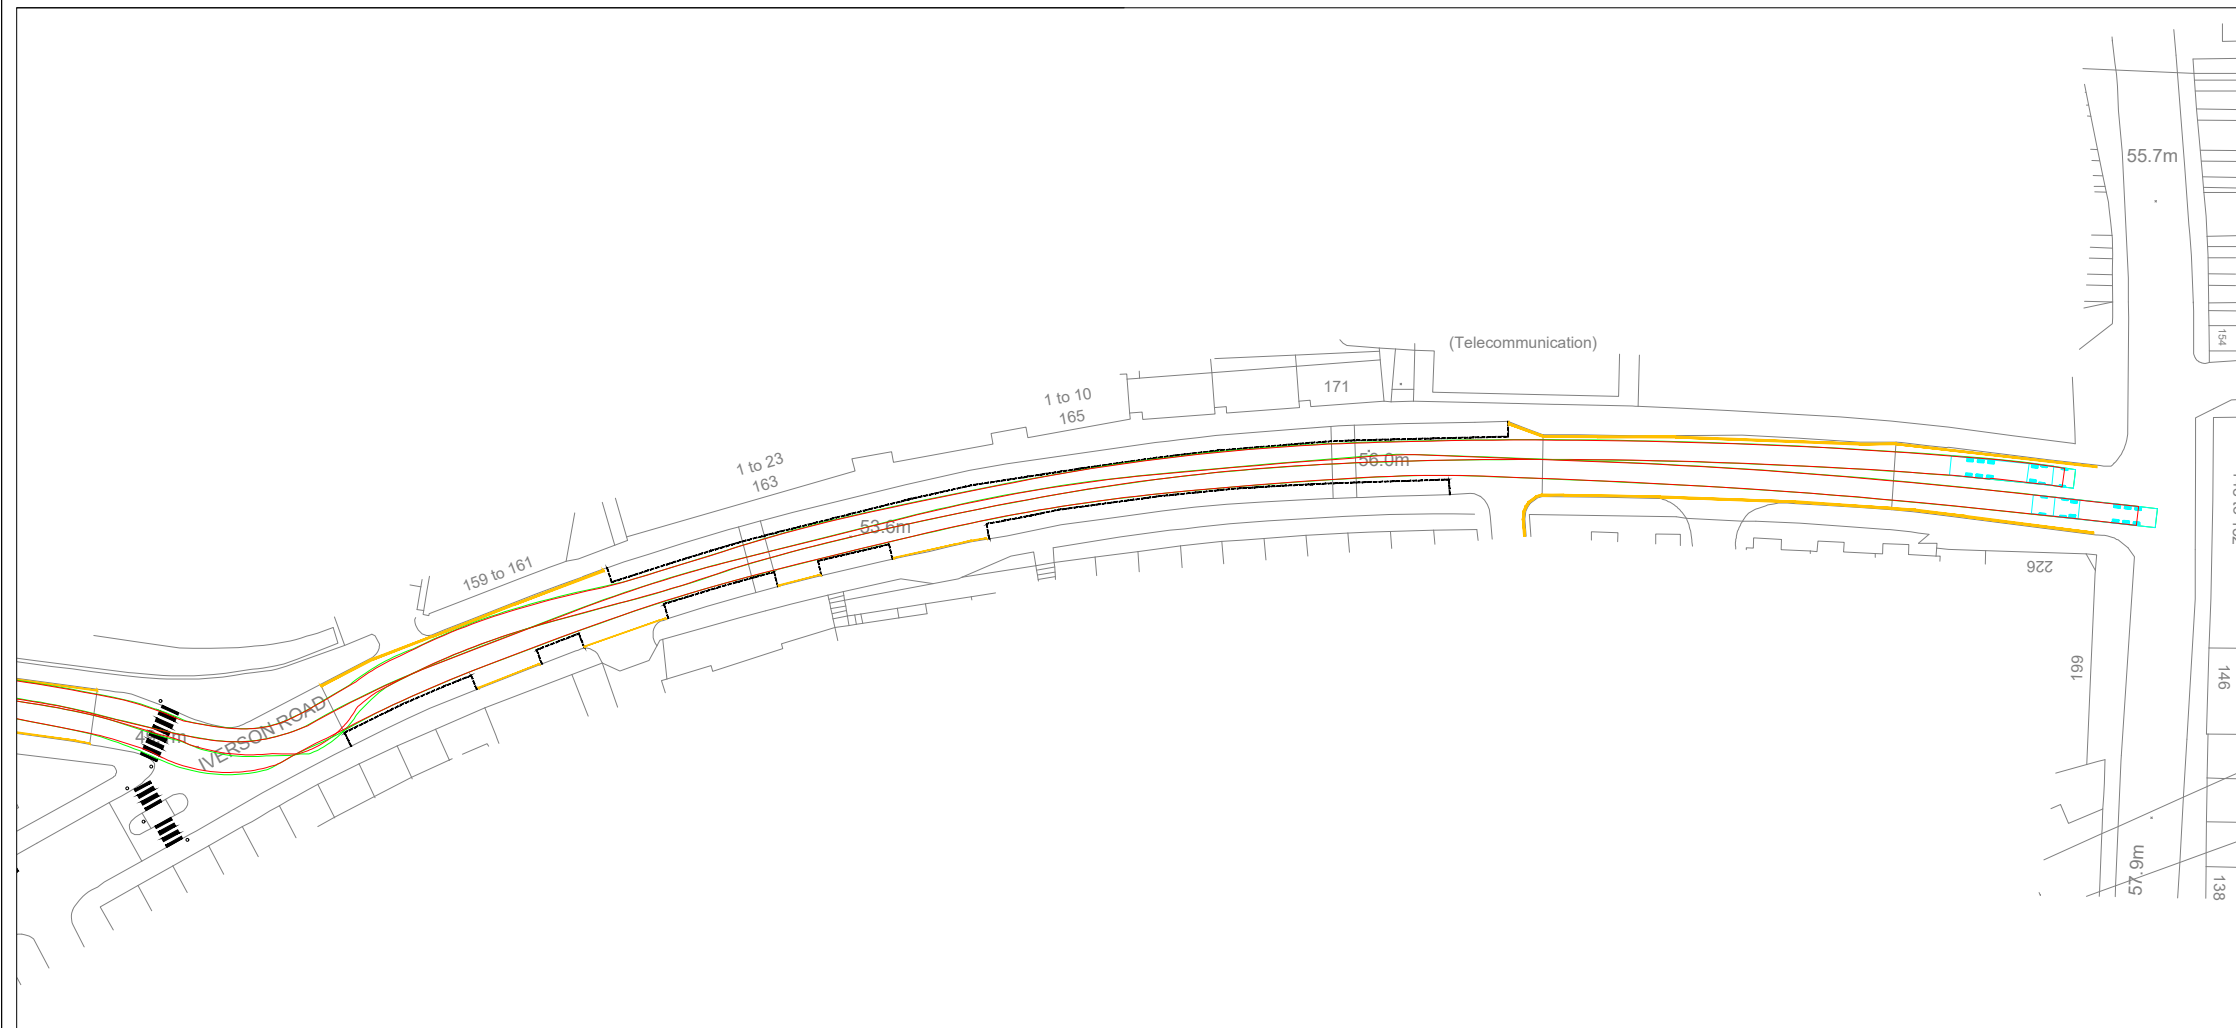 55.7m
154
(Telecommunication)
171
1 to 10
165
56.0m
1 to 23
163
53.6m
159 to 161
226
IVERSON ROAD
199
146
57.9m
138